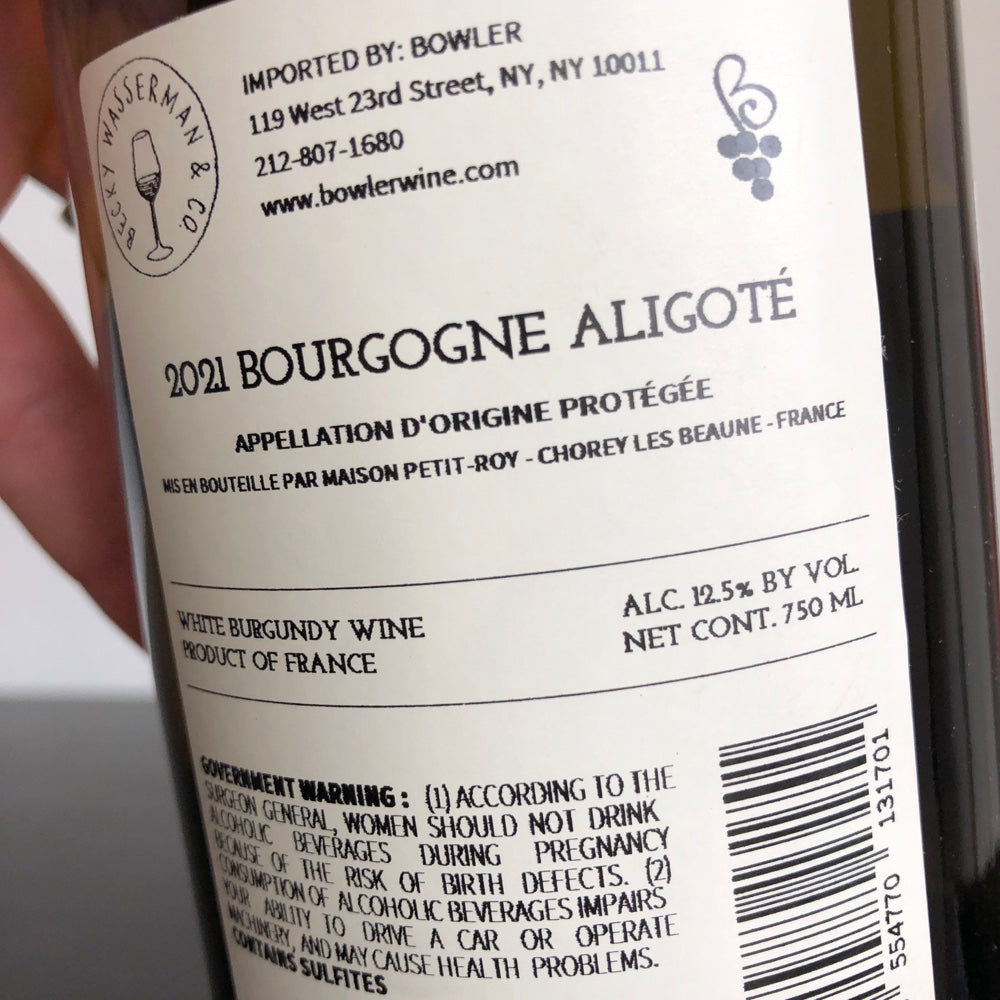 BECKY WASSERMAN & CO.
IMPORTED BY: BOWLER
119 West 23rd Street, NY, NY 10011
212-807-1680
www.bowlerwine.com
B
2021 BOURGOGNE ALIGOTÉ
APPELLATION D'ORIGINE PROTÉGÉE
MIS EN BOUTEILLE PAR MAISON PETIT-ROY - CHOREY LES BEAUNE - FRANCE
WHITE BURGUNDY WINE
PRODUCT OF FRANCE
ALC. 12.5% BY VOL.
NET CONT. 750 ML
GOVERNMENT WARNING: (1) ACCORDING TO THE
SURGEON GENERAL, WOMEN SHOULD NOT DRINK
ALCOHOLIC BEVERAGES DURING PREGNANCY
BECAUSE OF THE RISK OF BIRTH DEFECTS. (2)
CONSUMPTION OF ALCOHOLIC BEVERAGES IMPAIRS
YOUR ABILITY TO DRIVE A CAR OR OPERATE
MACHINERY, AND MAY CAUSE HEALTH PROBLEMS.
CONTAINS SULFITES
554770 131701